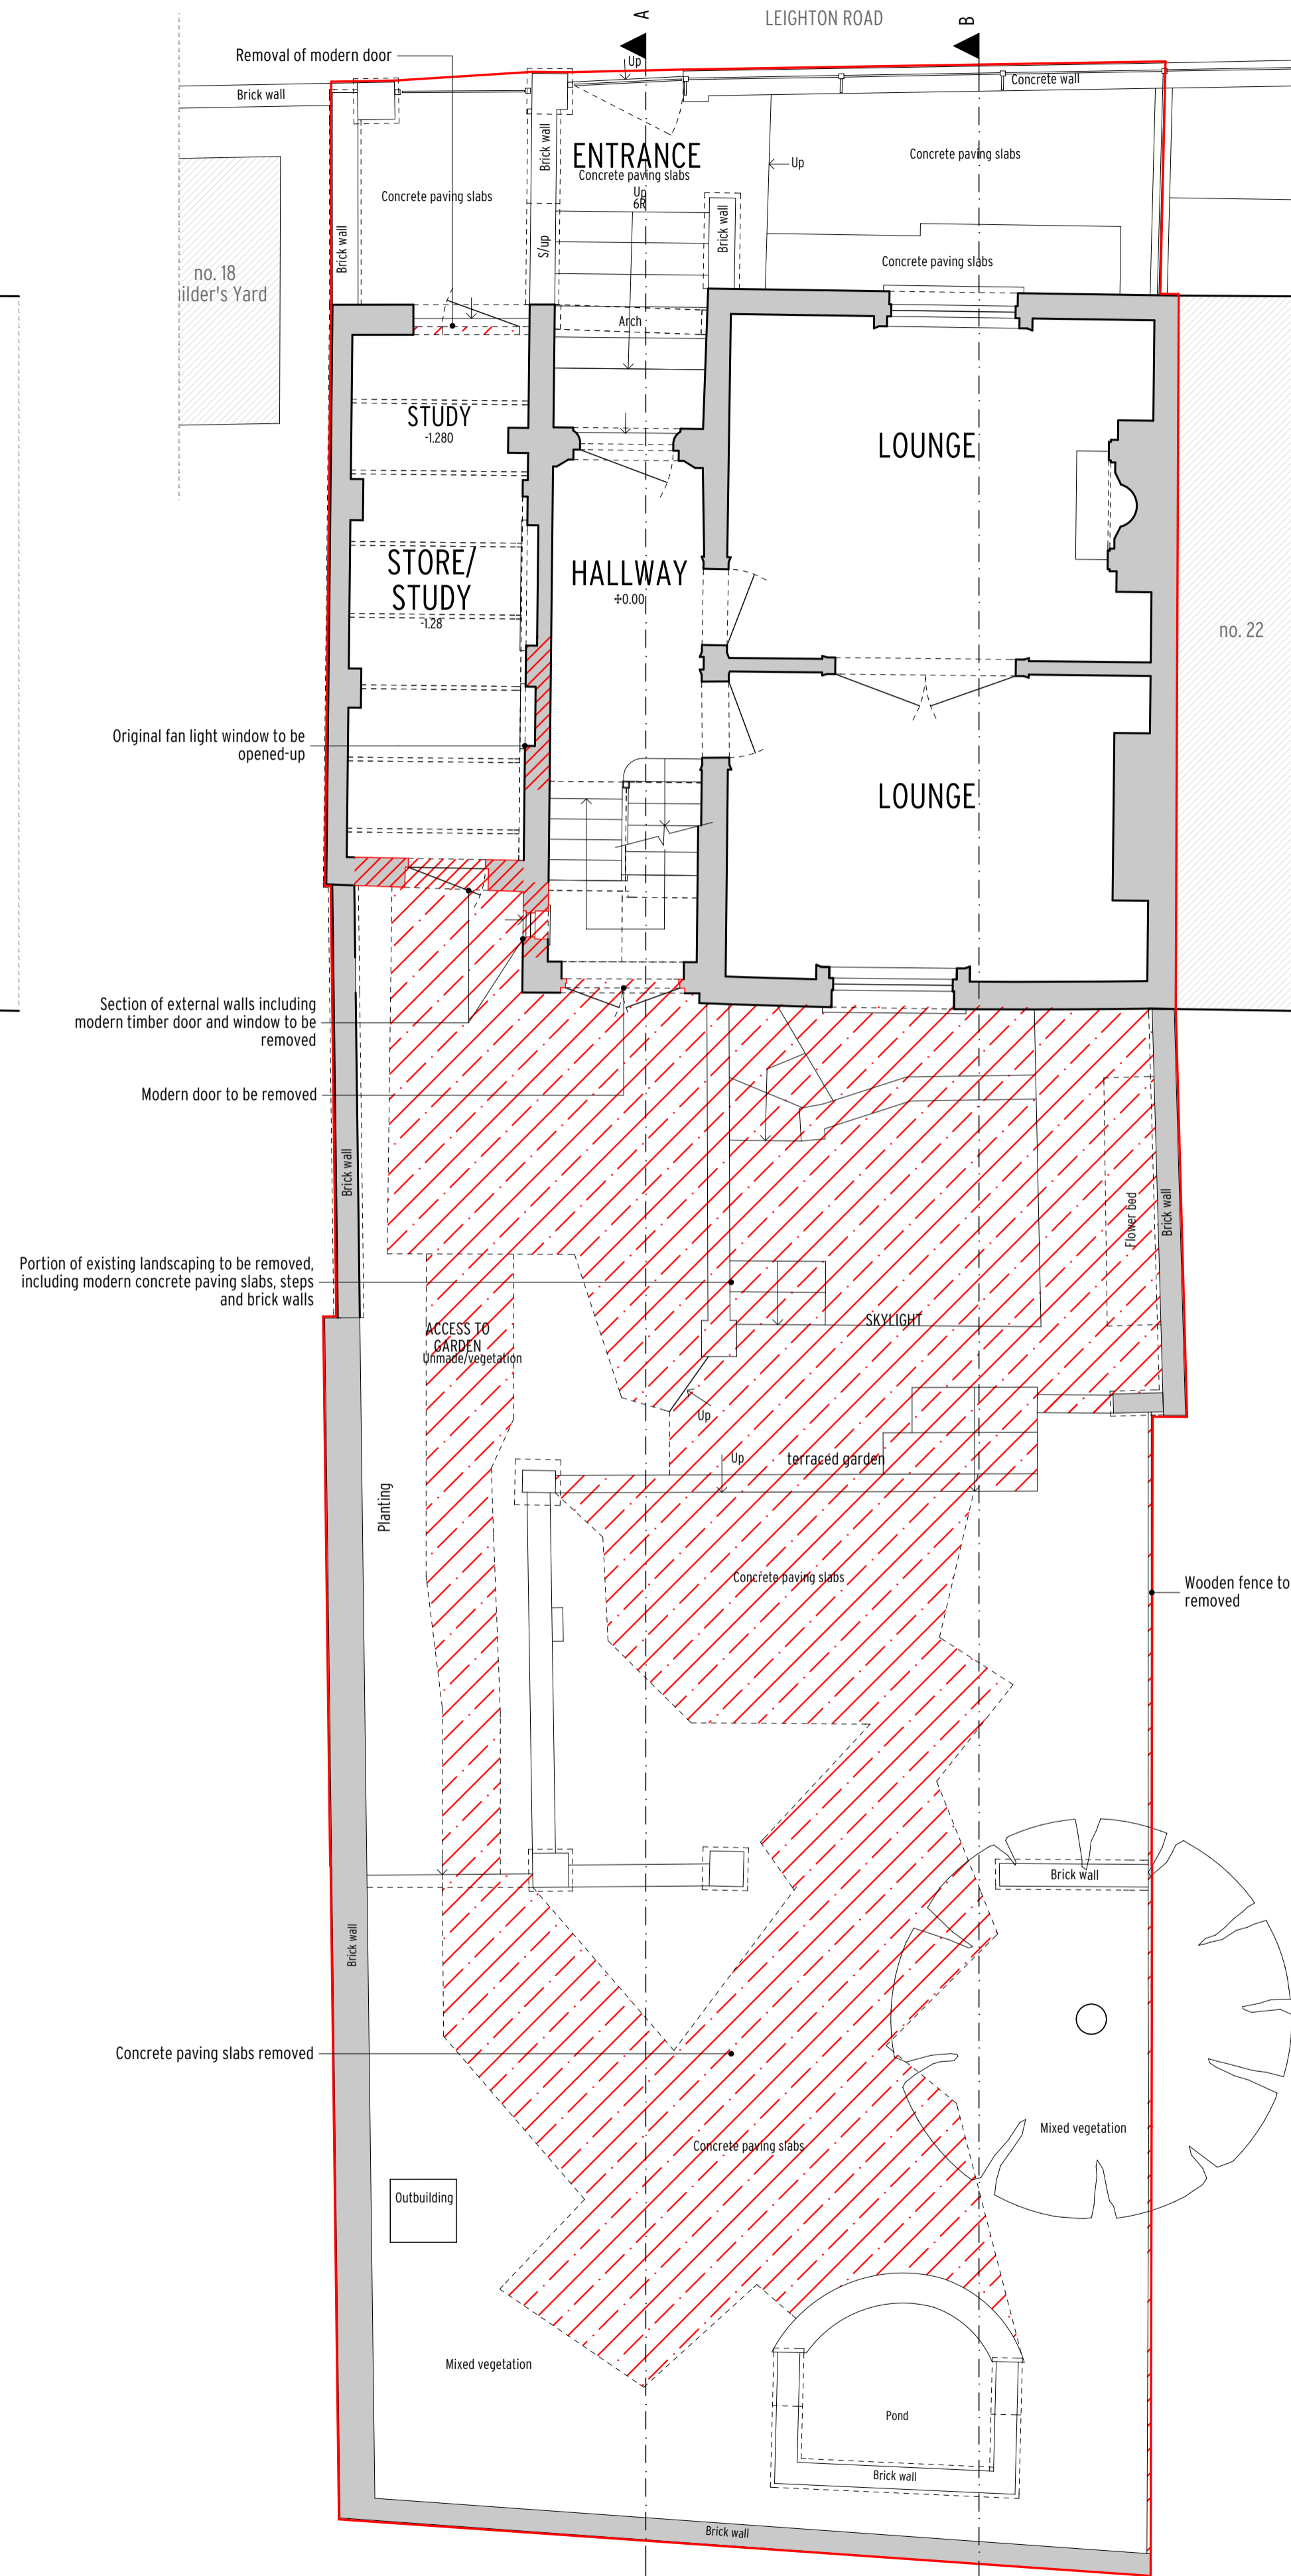 LEIGHTON ROAD
A
B
Removal of modern door
Up
Brick wall
Concrete wall
Brick wall
ENTRANCE
Concrete paving slabs
Up
6R
Concrete paving slabs
Up
Concrete paving slabs
Brick wall
S/up
Brick wall
Concrete paving slabs
no. 18
ilder's Yard
Arch
STUDY
-1.280
LOUNGE
STORE/
STUDY
-1.28
HALLWAY
+0.00
no. 22
Original fan light window to be
opened-up
LOUNGE
Section of external walls including
modern timber door and window to be
removed
Modern door to be removed
Brick wall
Flower bed
Brick wall
Portion of existing landscaping to be removed,
including modern concrete paving slabs, steps
and brick walls
SKYLIGHT
ACCESS TO
GARDEN
Unmade/vegetation
Up
Up
terraced garden
Planting
Concrete paving slabs
Wooden fence to
removed
Brick wall
Brick wall
Concrete paving slabs removed
Mixed vegetation
Concrete paving slabs
Outbuilding
Mixed vegetation
Pond
Brick wall
Brick wall